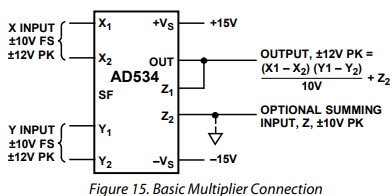 X INPUT
±10V FS
±12V PK
X1
X2
AD534
SF
Y INPUT
±10V FS
±12V PK
Y1
Y2
+VS
+15V
OUT
Z1
Z2
–VS
–15V
OUTPUT, ±12V PK =
(X1 – X2) (Y1 – Y2)
10V
+ Z2
OPTIONAL SUMMING
INPUT, Z, ±10V PK
Figure 15. Basic Multiplier Connection